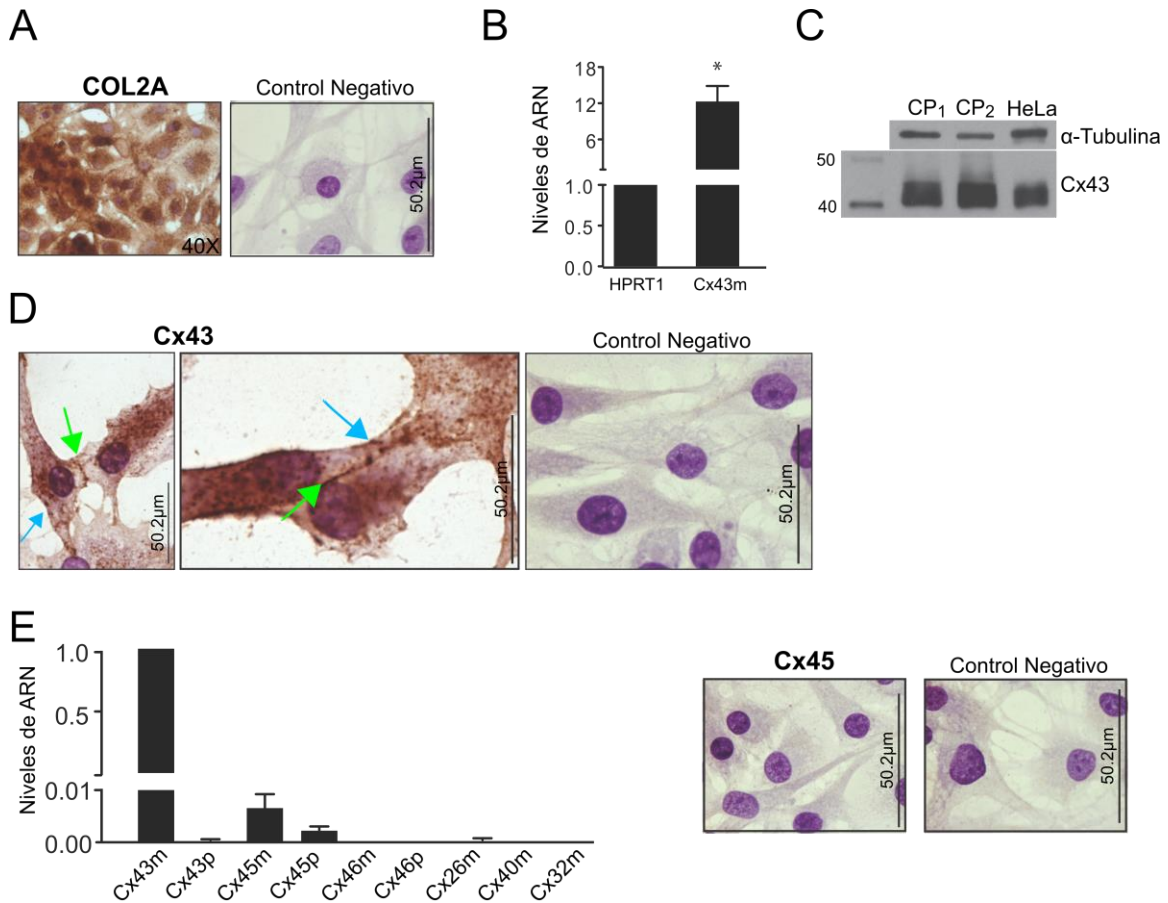 A
COL2A
Control Negativo
40X
50.2µm
B
Niveles de ARN
18
12
6
1.0
0.5
0.0
*
HPRT1
Cx43m
C
CP1 CP2 HeLa
α-Tubulina
50
40
Cx43
D
Cx43
Control Negativo
50.2µm
50.2µm
50.2µm
E
Niveles de ARN
1.0
0.5
0.01
0.00
Cx43m
Cx43p
Cx45m
Cx45p
Cx46m
Cx46p
Cx26m
Cx40m
Cx32m
Cx45
Control Negativo
50.2µm
50.2µm